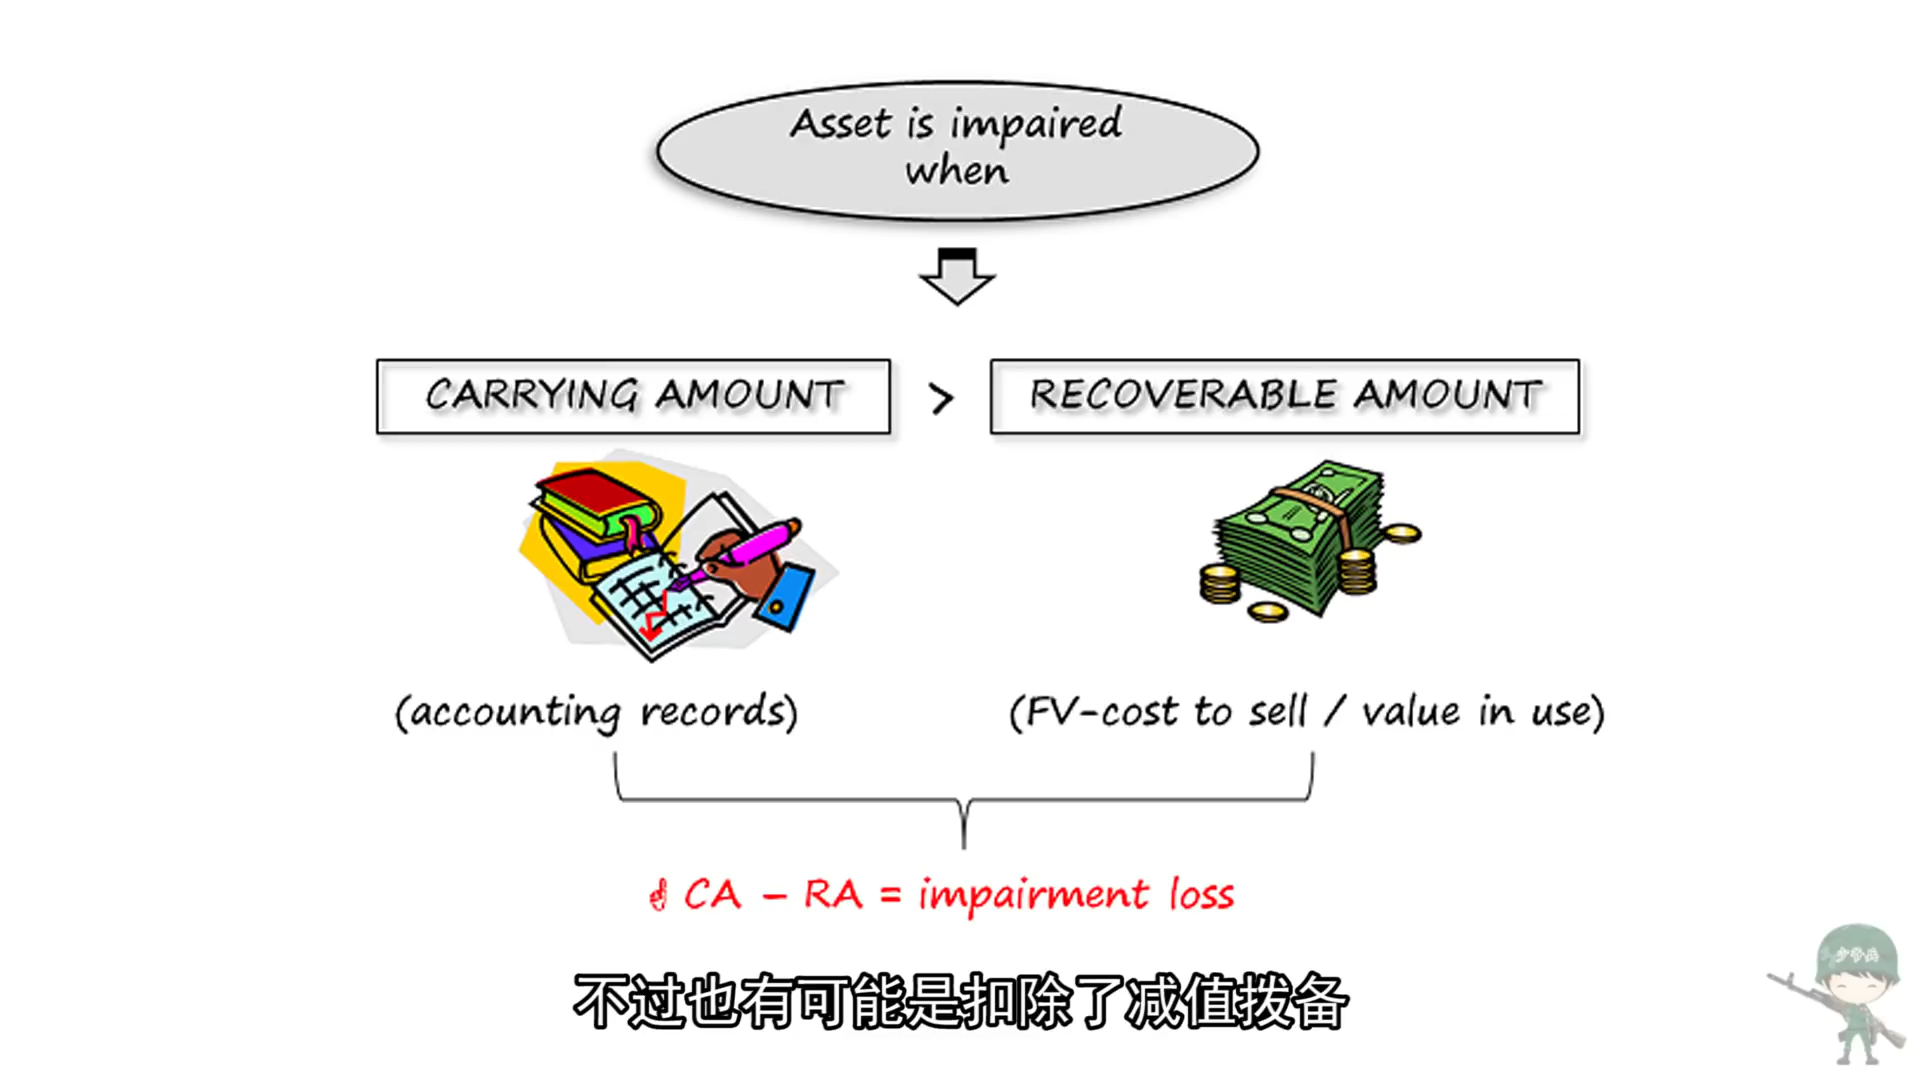 Asset is impaired
when
CARRYING AMOUNT > RECOVERABLE AMOUNT
(accounting records)
(FV-cost to sell / value in use)
☝ CA – RA = impairment loss
不过也有可能是扣除了减值拨备